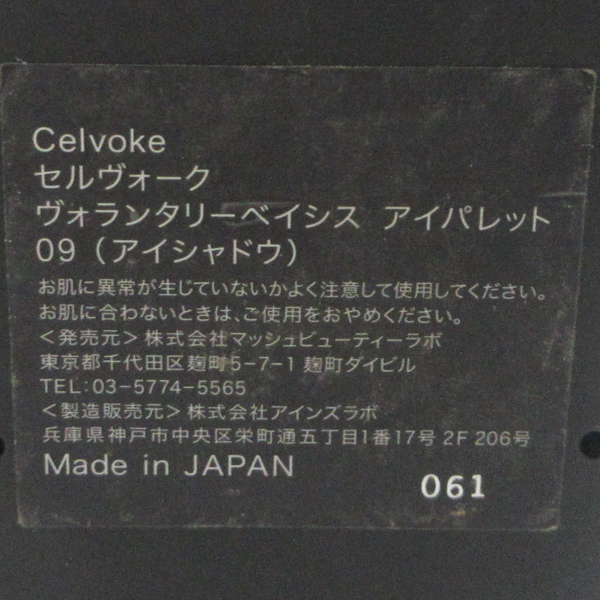 Celvoke
セルヴォーク
ヴォランタリーベイシス アイパレット
09（アイシャドウ）
お肌に異常が生じていないかよく注意して使用してください。
お肌に合わないときは、ご使用をおやめください。
＜発売元＞株式会社マッシュビューティーラボ
東京都千代田区麹町5-7-1 麹町ダイビル
TEL:03-5774-5565
＜製造販売元＞株式会社アインズラボ
兵庫県神戸市中央区栄町通五丁目1番17号 2F 206号
Made in JAPAN
061